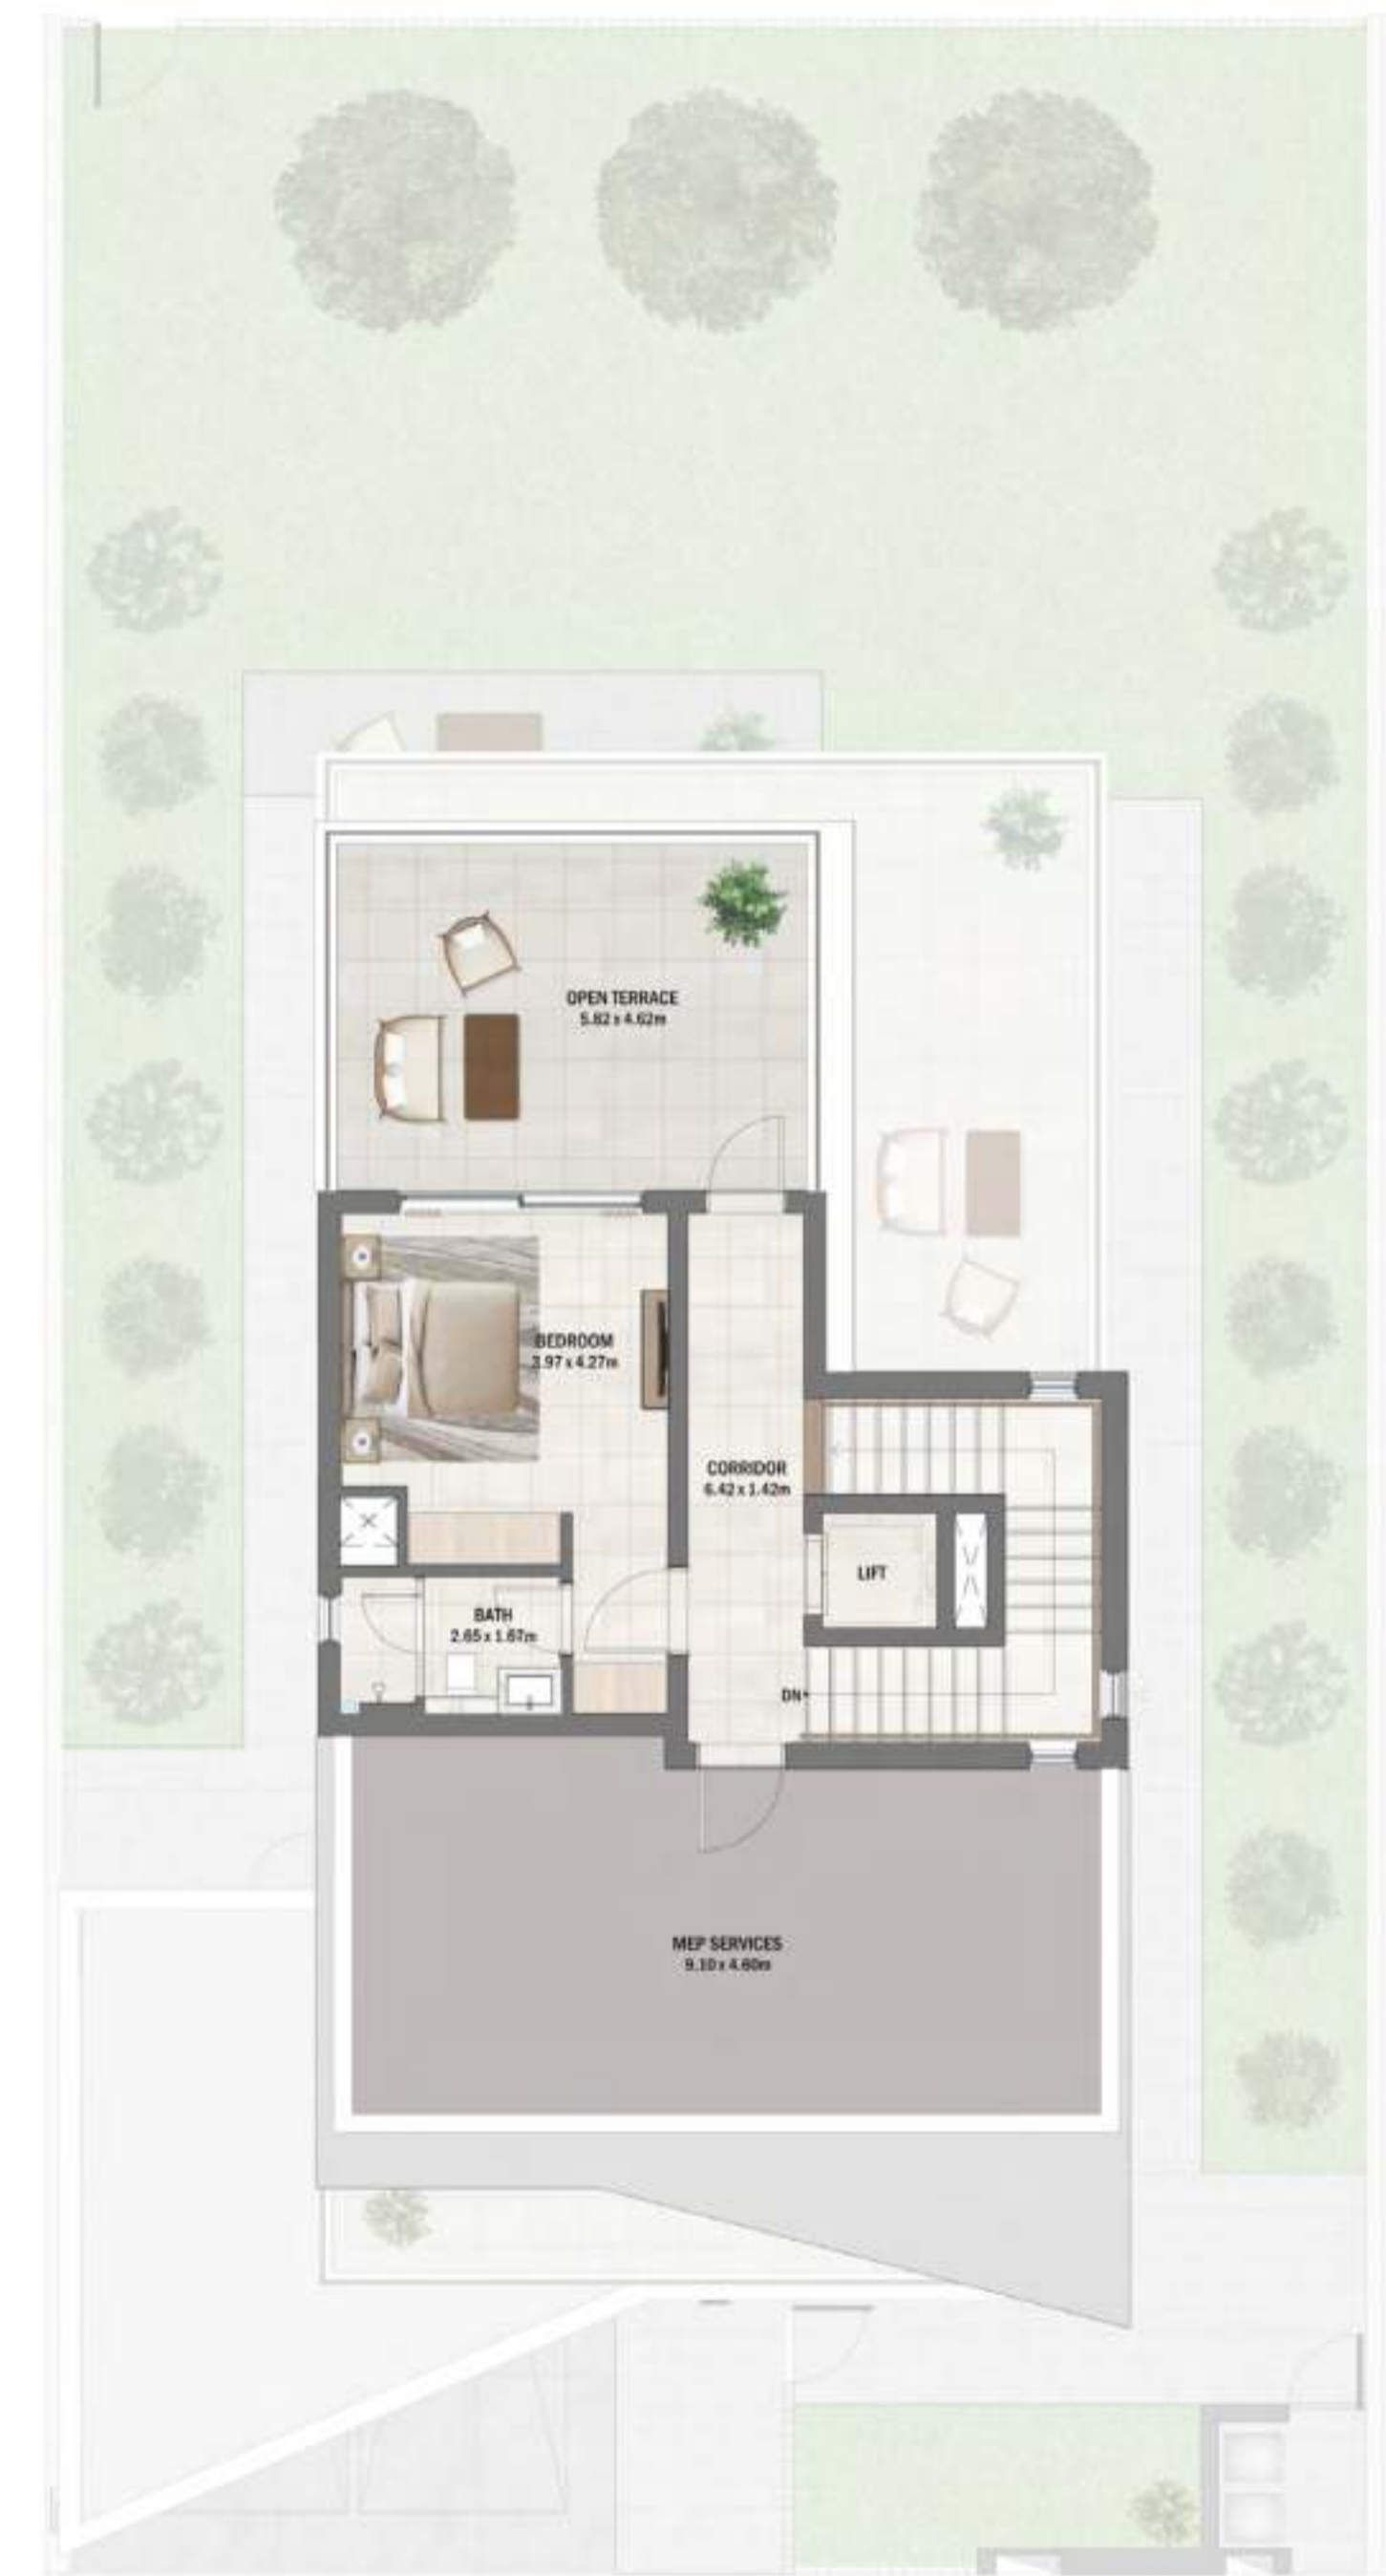 OPEN TERRACE
5.82 x 4.62m
BEDROOM
3.97 x 4.27m
CORRIDOR
6.42 x 1.42m
LIFT
BATH
2.65 x 1.67m
DN
MEP SERVICES
9.10 x 4.60m